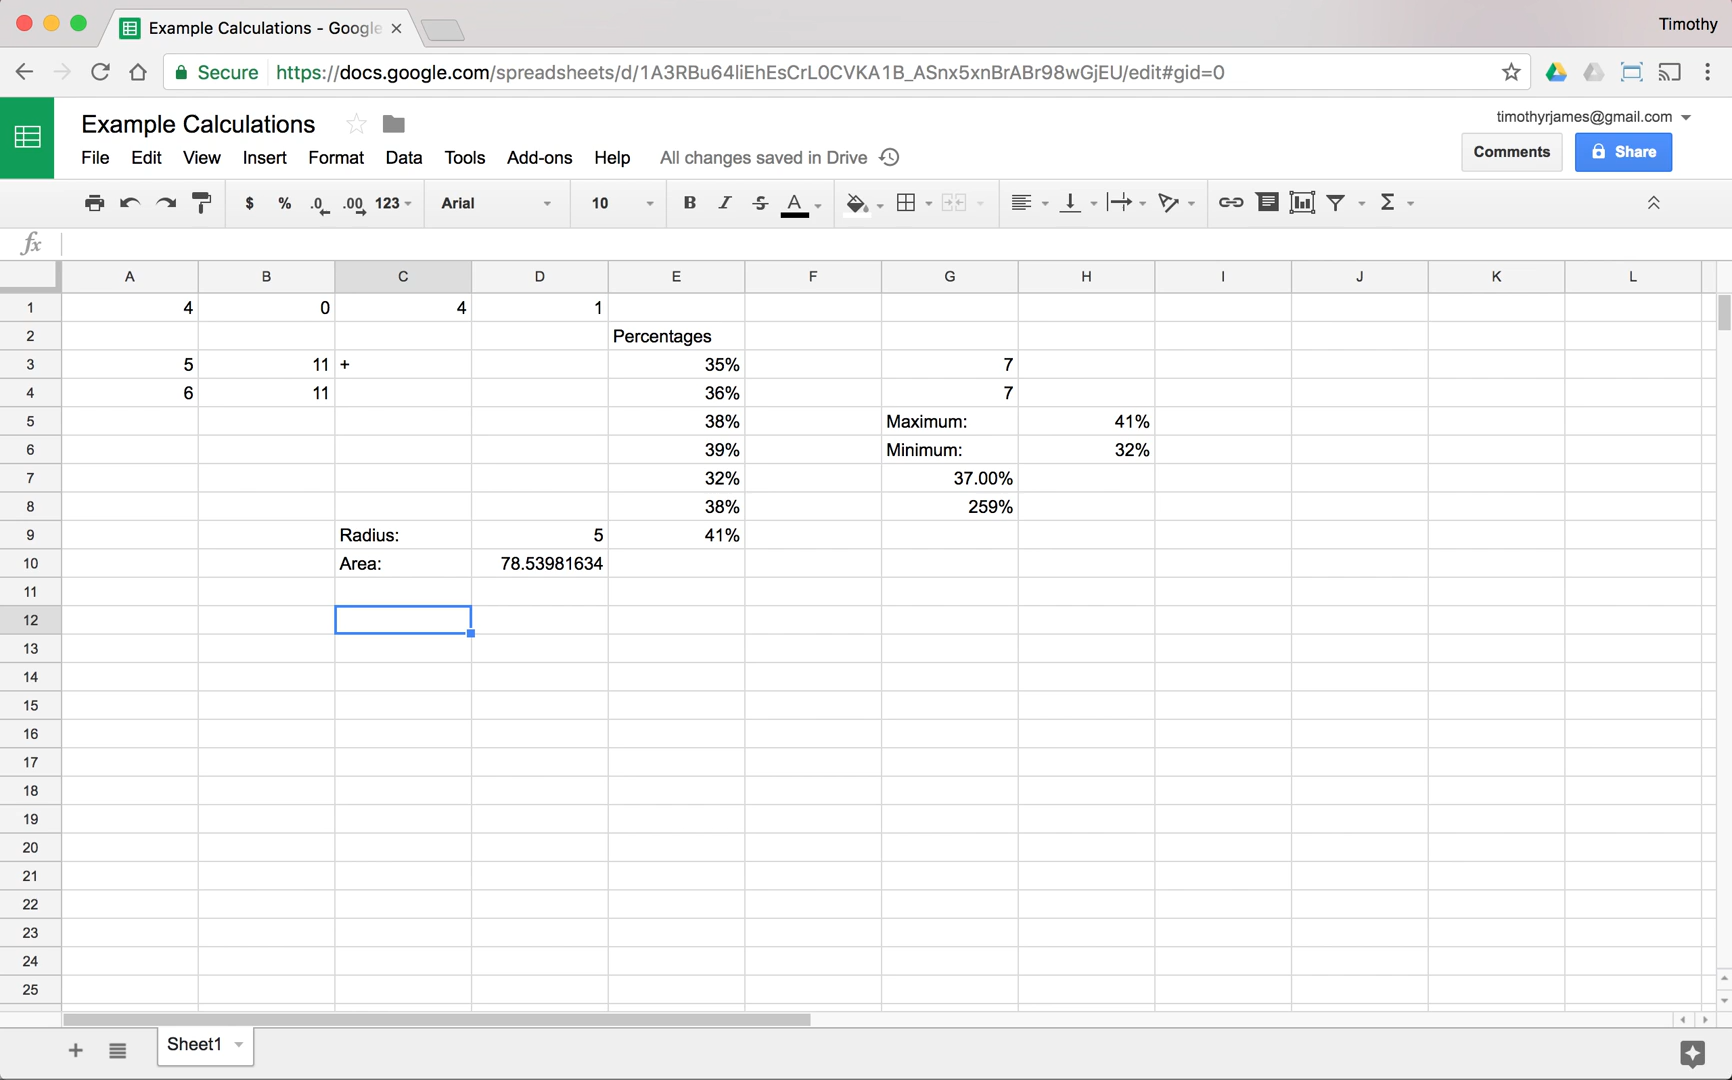 Example Calculations - Google
Timothy
Secure https://docs.google.com/spreadsheets/d/1A3RBu64liEhEsCrL0CVKA1B_ASnx5xnBrABr98wGjEU/edit#gid=0
Example Calculations
timothyrjames@gmail.com
File Edit View Insert Format Data Tools Add-ons Help All changes saved in Drive
Comments Share
$ % .0 .00 123 Arial 10 B I S A Σ
fx
A B C D E F G H I J K L
1 4 0 4 1
2 Percentages
3 5 11 + 35% 7
4 6 11 36% 7
5 38% Maximum: 41%
6 39% Minimum: 32%
7 32% 37.00%
8 38% 259%
9 Radius: 5 41%
10 Area: 78.53981634
11
12
13
14
15
16
17
18
19
20
21
22
23
24
25
Sheet1